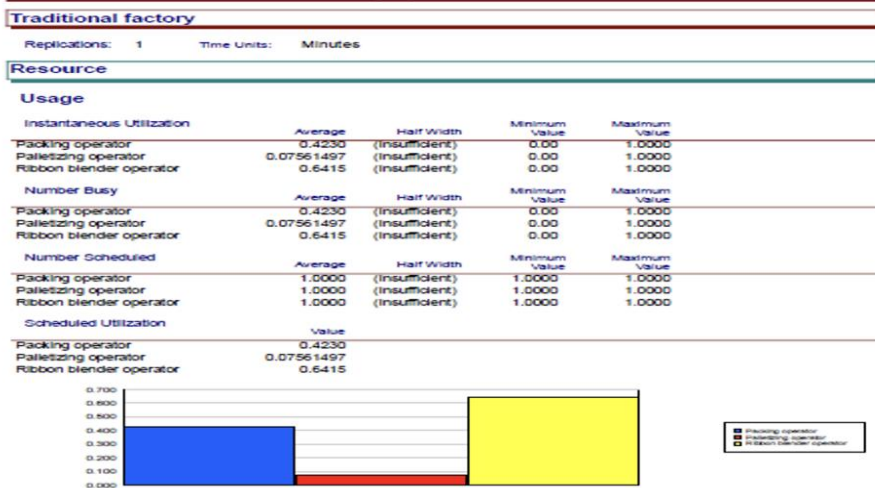 Traditional factory
Replications: 1 Time Units: Minutes
Resource
Usage
Instantaneous Utilization Average Half Width Minimum Value Maximum Value
Packing operator 0.4230 (Insufficient) 0.00 1.0000
Palletizing operator 0.07561497 (Insufficient) 0.00 1.0000
Ribbon blender operator 0.6415 (Insufficient) 0.00 1.0000
Number Busy Average Half Width Minimum Value Maximum Value
Packing operator 0.4230 (Insufficient) 0.00 1.0000
Palletizing operator 0.07561497 (Insufficient) 0.00 1.0000
Ribbon blender operator 0.6415 (Insufficient) 0.00 1.0000
Number Scheduled Average Half Width Minimum Value Maximum Value
Packing operator 1.0000 (Insufficient) 1.0000 1.0000
Palletizing operator 1.0000 (Insufficient) 1.0000 1.0000
Ribbon blender operator 1.0000 (Insufficient) 1.0000 1.0000
Scheduled Utilization Value
Packing operator 0.4230
Palletizing operator 0.07561497
Ribbon blender operator 0.6415
0.700
0.600
0.500
0.400
0.300
0.200
0.100
0.000
Packing operator
Palletizing operator
Ribbon blender operator